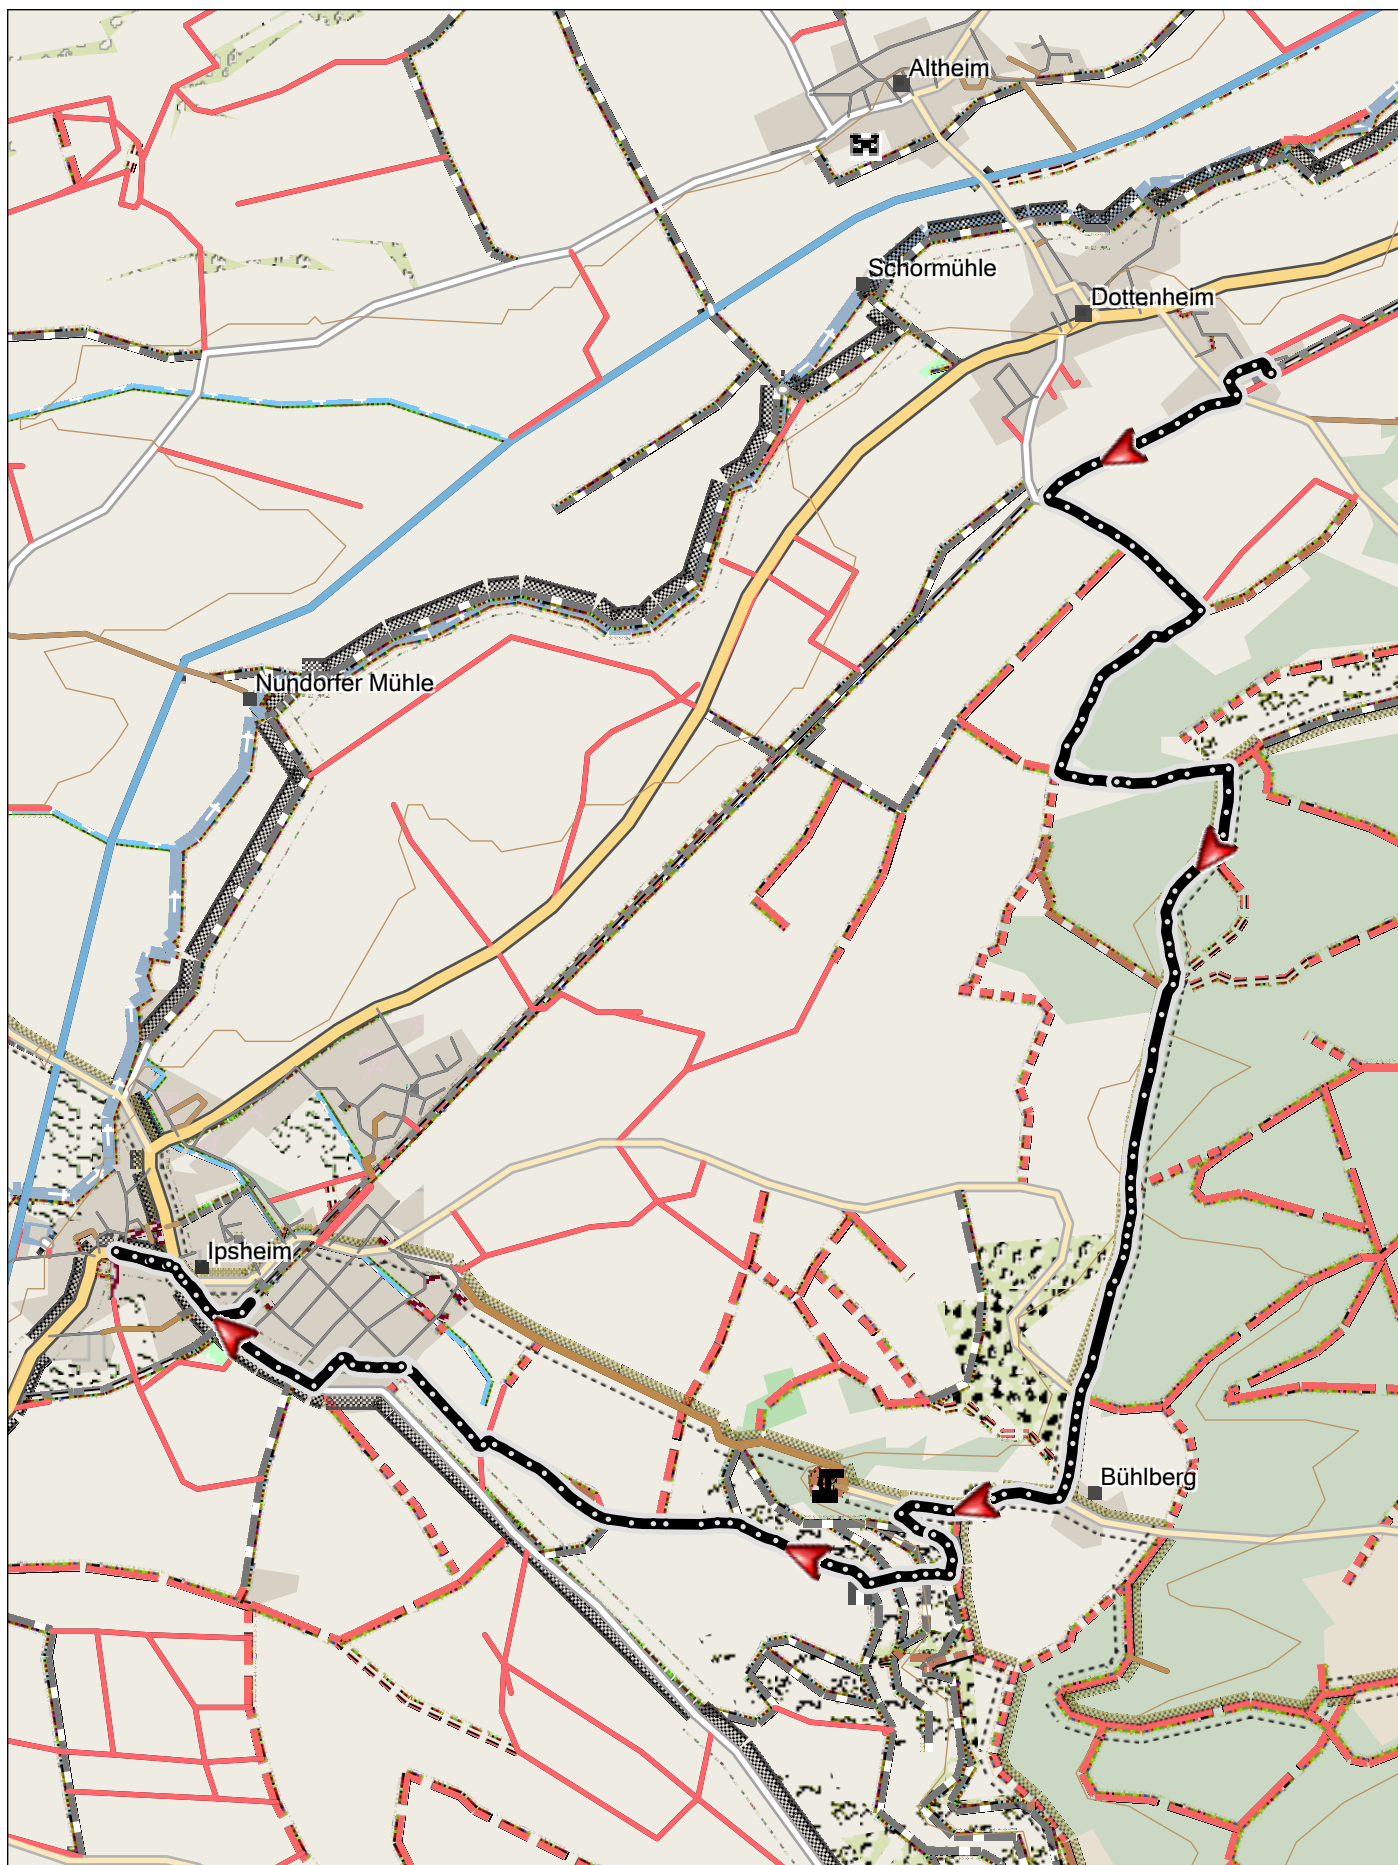 Altheim
Schormühle
Dottenheim
Nundorfer Mühle
Ipsheim
Bühlberg